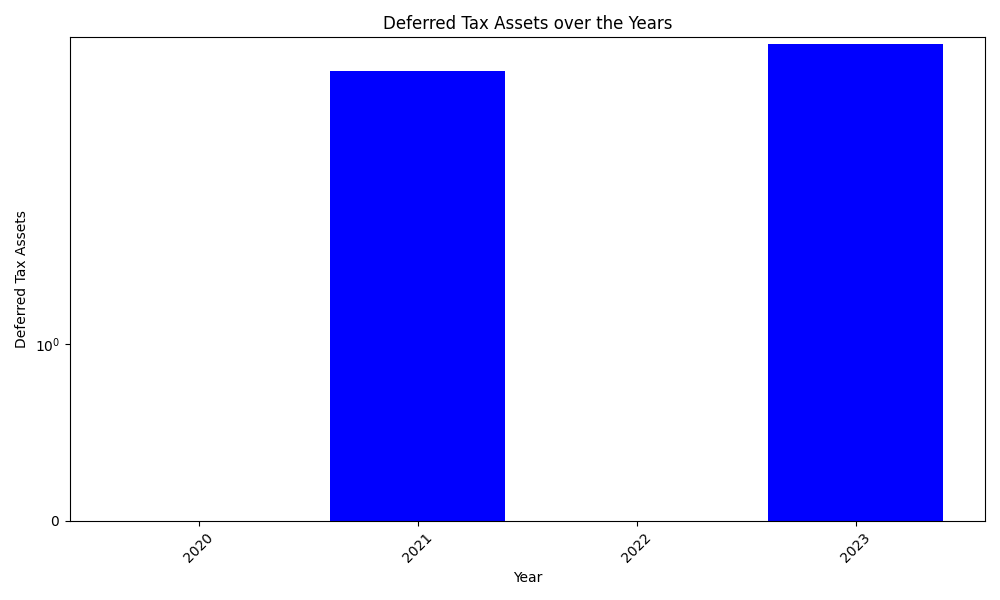 Deferred Tax Assets over the Years
Deferred Tax Assets
10⁰
0
2020
2021
2022
2023
Year